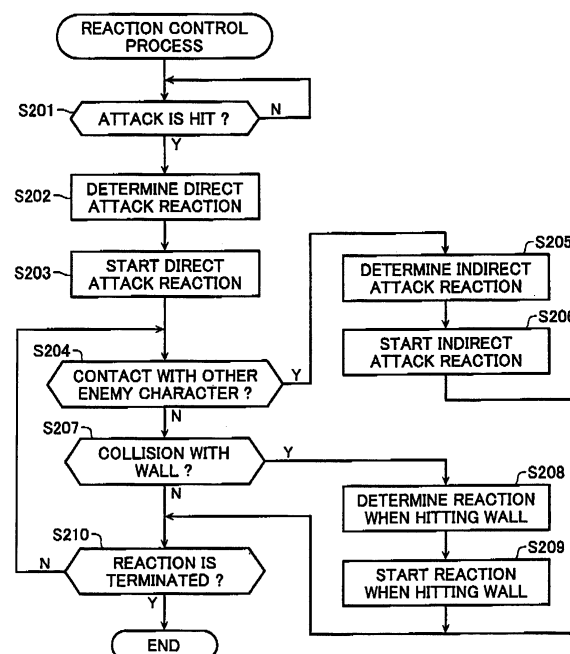 REACTION CONTROL
PROCESS
S201
ATTACK IS HIT ?
N
Y
S202
DETERMINE DIRECT
ATTACK REACTION
S203
START DIRECT
ATTACK REACTION
S205
DETERMINE INDIRECT
ATTACK REACTION
S206
START INDIRECT
ATTACK REACTION
S204
CONTACT WITH OTHER
ENEMY CHARACTER ?
Y
N
S207
COLLISION WITH
WALL ?
Y
N
S208
DETERMINE REACTION
WHEN HITTING WALL
S209
START REACTION
WHEN HITTING WALL
S210
REACTION IS
TERMINATED ?
N
Y
END